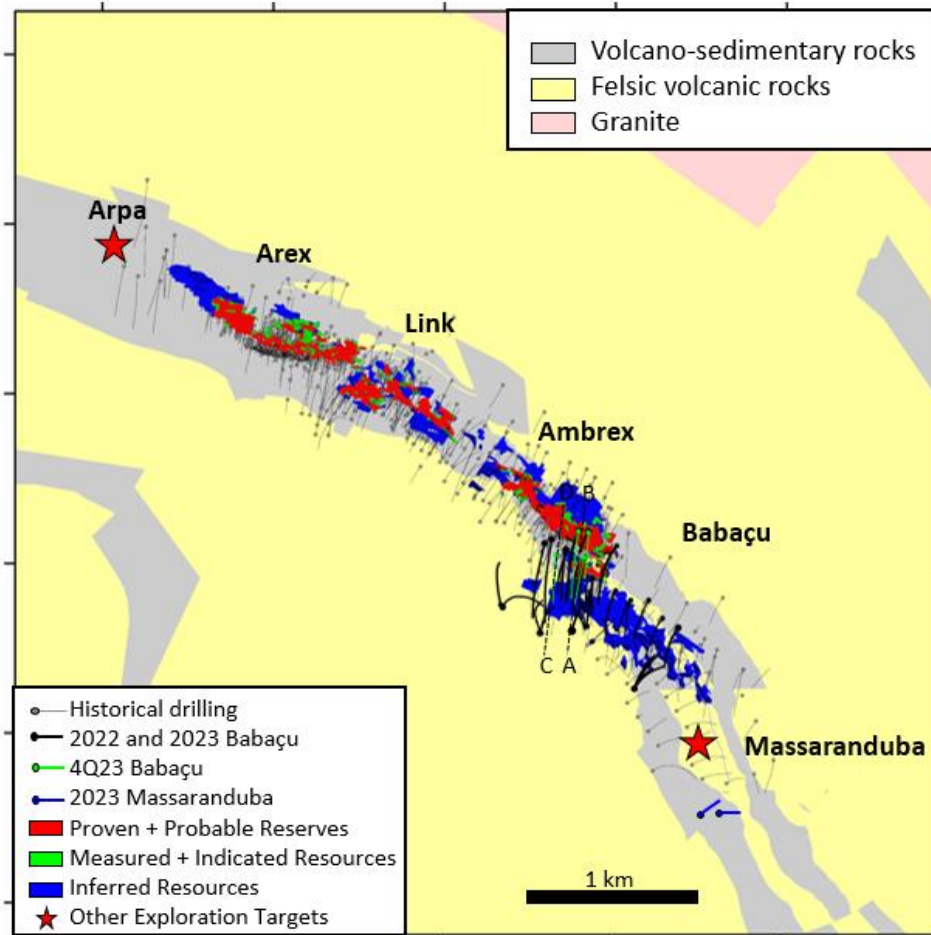 Volcano-sedimentary rocks
Felsic volcanic rocks
Granite
Arpa
Arex
Link
Ambrex
D B
Babaçu
C A
Massaranduba
Historical drilling
2022 and 2023 Babaçu
4Q23 Babaçu
2023 Massaranduba
Proven + Probable Reserves
Measured + Indicated Resources
Inferred Resources
Other Exploration Targets
1 km